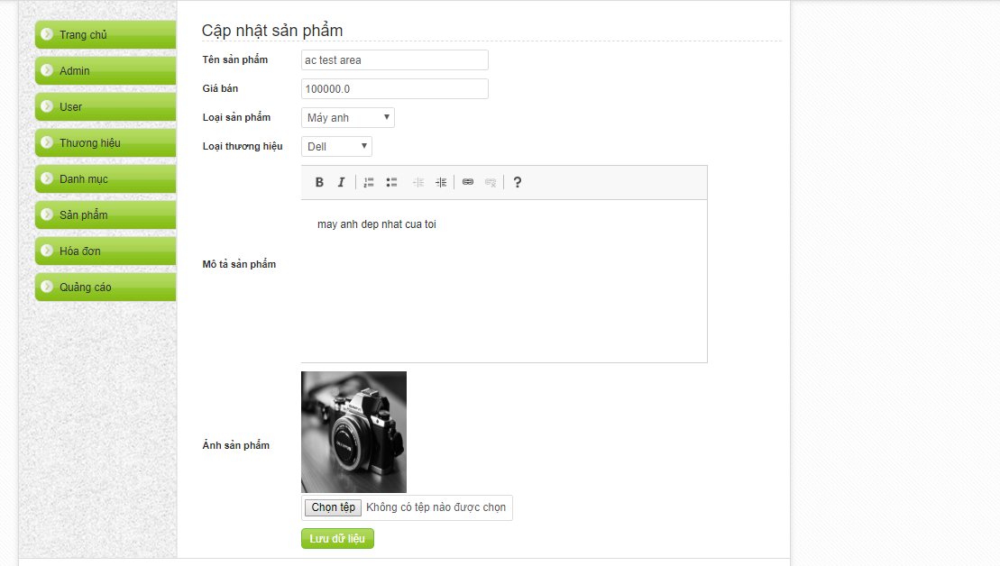 Trang chủ
Admin
User
Thương hiệu
Danh mục
Sản phẩm
Hóa đơn
Quảng cáo
Cập nhật sản phẩm
Tên sản phẩm ac test area
Giá bán 100000.0
Loại sản phẩm Máy anh
Loại thương hiệu Dell
B I ?
may anh dep nhat cua toi
Mô tả sản phẩm
OLYMPUS
Ảnh sản phẩm
Chọn tệp Không có tệp nào được chọn
Lưu dữ liệu